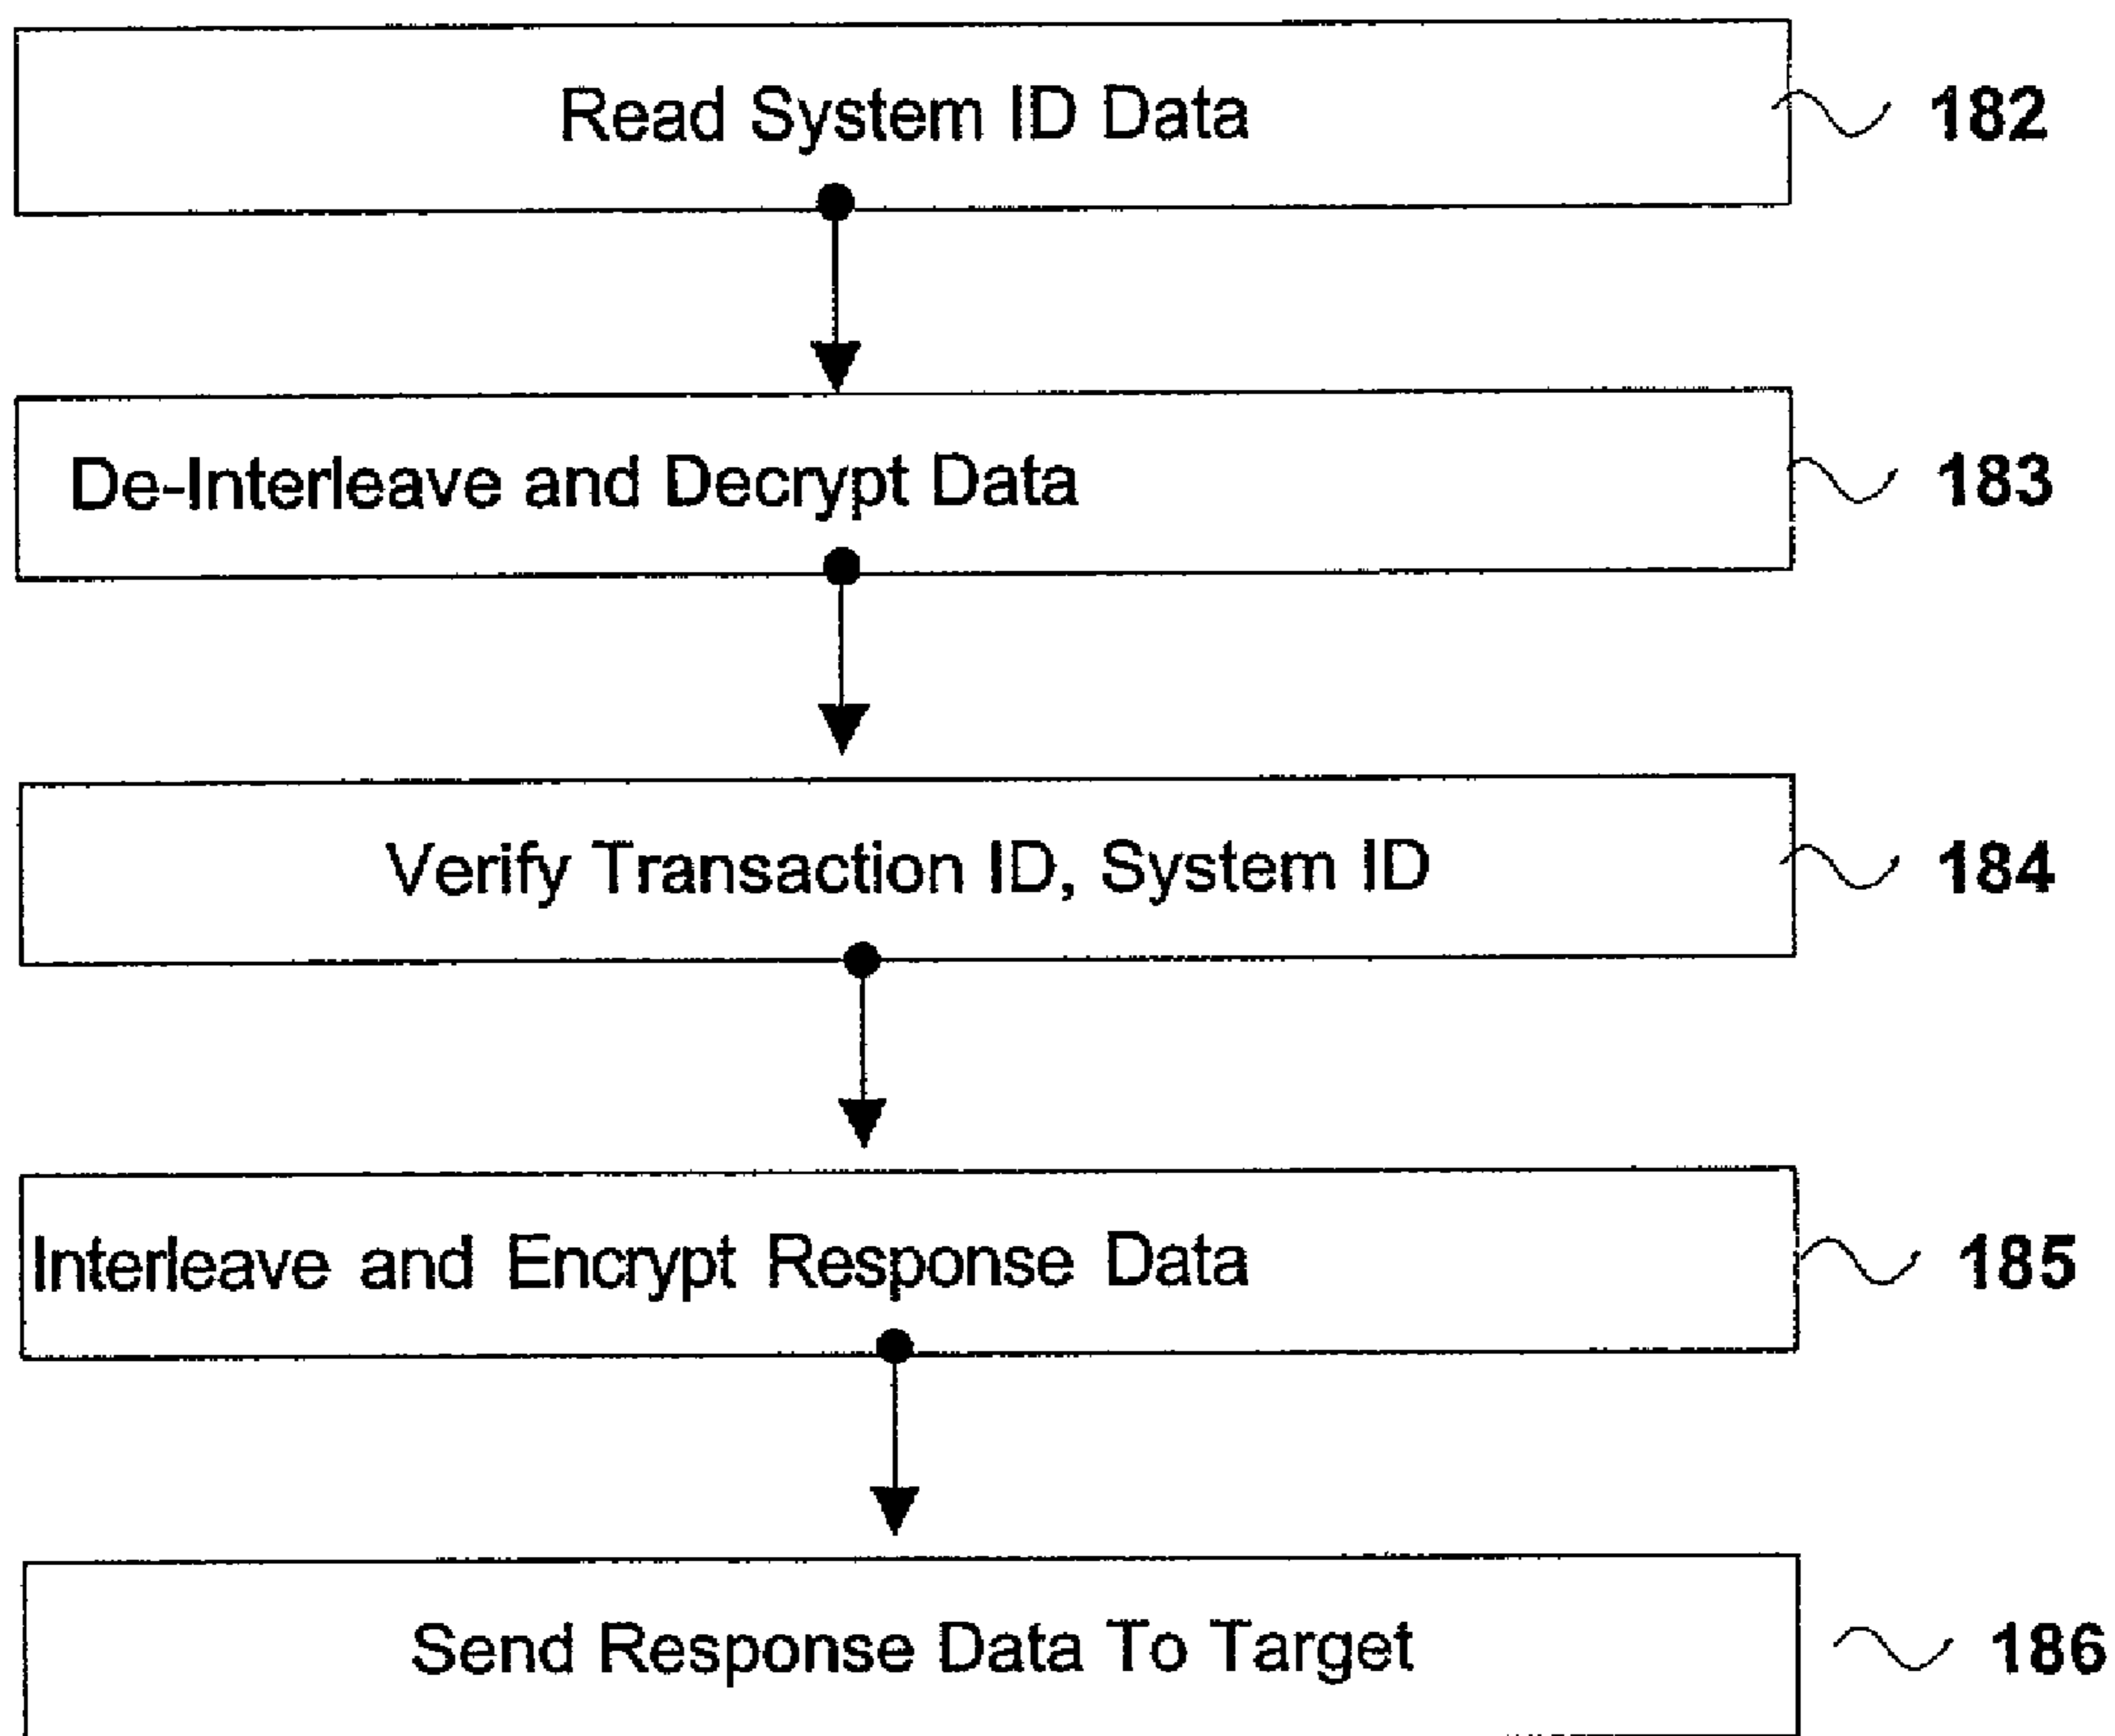 Read System ID Data 182
De-Interleave and Decrypt Data 183
Verify Transaction ID, System ID 184
Interleave and Encrypt Response Data 185
Send Response Data To Target 186